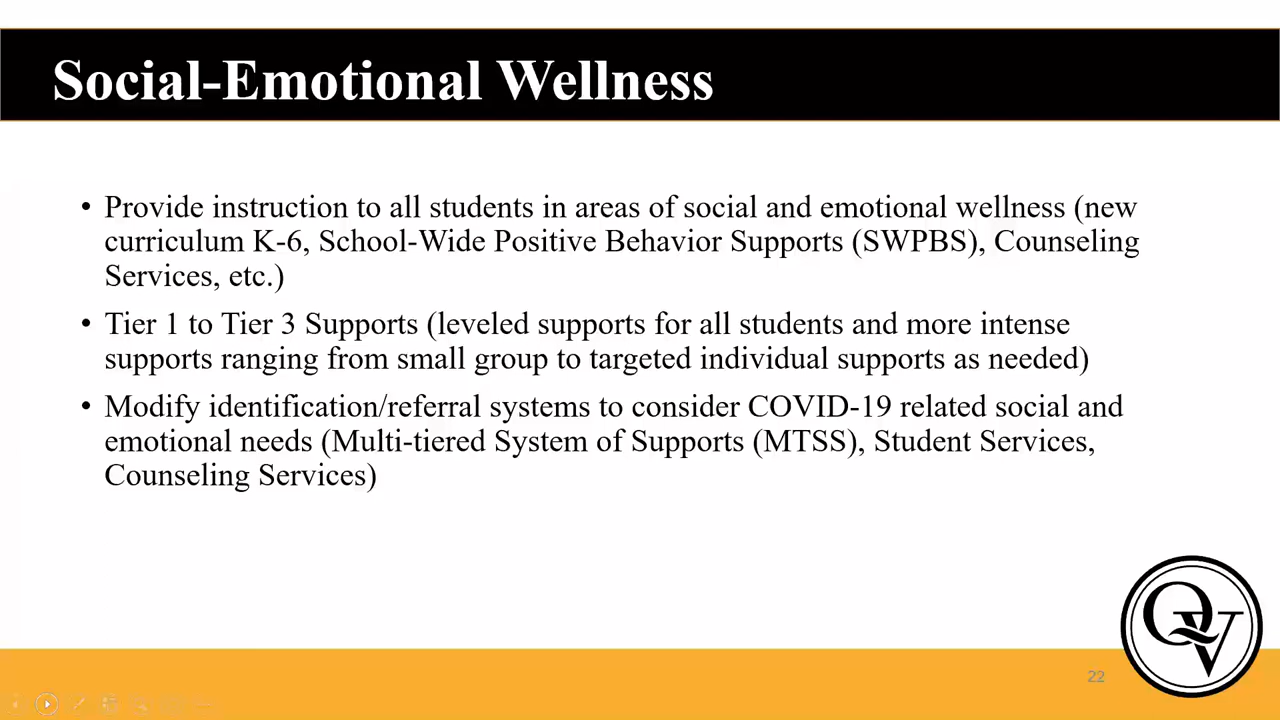 Social-Emotional Wellness
• Provide instruction to all students in areas of social and emotional wellness (new
curriculum K-6, School-Wide Positive Behavior Supports (SWPBS), Counseling
Services, etc.)
• Tier 1 to Tier 3 Supports (leveled supports for all students and more intense
supports ranging from small group to targeted individual supports as needed)
• Modify identification/referral systems to consider COVID-19 related social and
emotional needs (Multi-tiered System of Supports (MTSS), Student Services,
Counseling Services)
QV
22